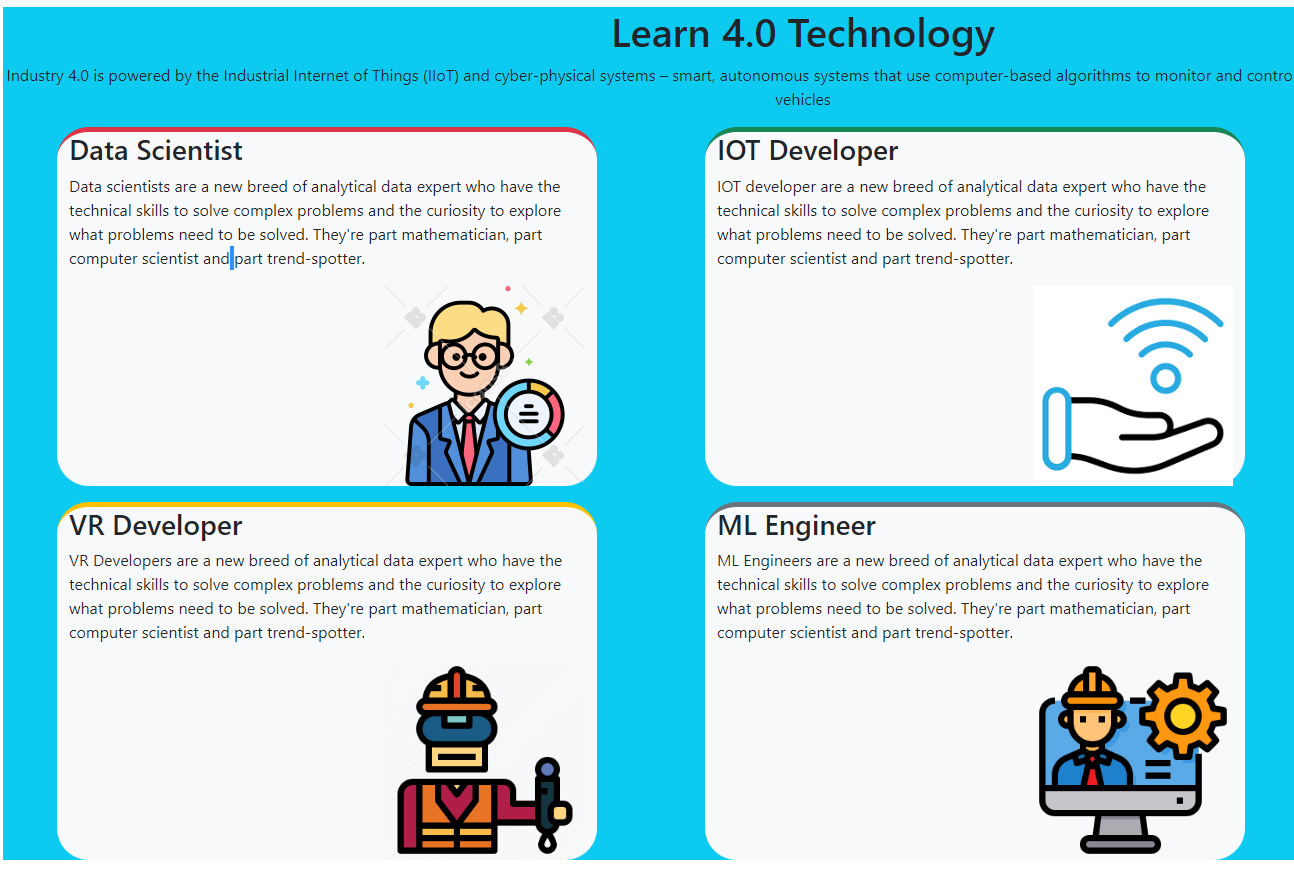 Learn 4.0 Technology
Industry 4.0 is powered by the Industrial Internet of Things (IIoT) and cyber-physical systems – smart, autonomous systems that use computer-based algorithms to monitor and contro
vehicles
Data Scientist
Data scientists are a new breed of analytical data expert who have the
technical skills to solve complex problems and the curiosity to explore
what problems need to be solved. They're part mathematician, part
computer scientist and part trend-spotter.
IOT Developer
IOT developer are a new breed of analytical data expert who have the
technical skills to solve complex problems and the curiosity to explore
what problems need to be solved. They're part mathematician, part
computer scientist and part trend-spotter.
VR Developer
VR Developers are a new breed of analytical data expert who have the
technical skills to solve complex problems and the curiosity to explore
what problems need to be solved. They're part mathematician, part
computer scientist and part trend-spotter.
ML Engineer
ML Engineers are a new breed of analytical data expert who have the
technical skills to solve complex problems and the curiosity to explore
what problems need to be solved. They're part mathematician, part
computer scientist and part trend-spotter.